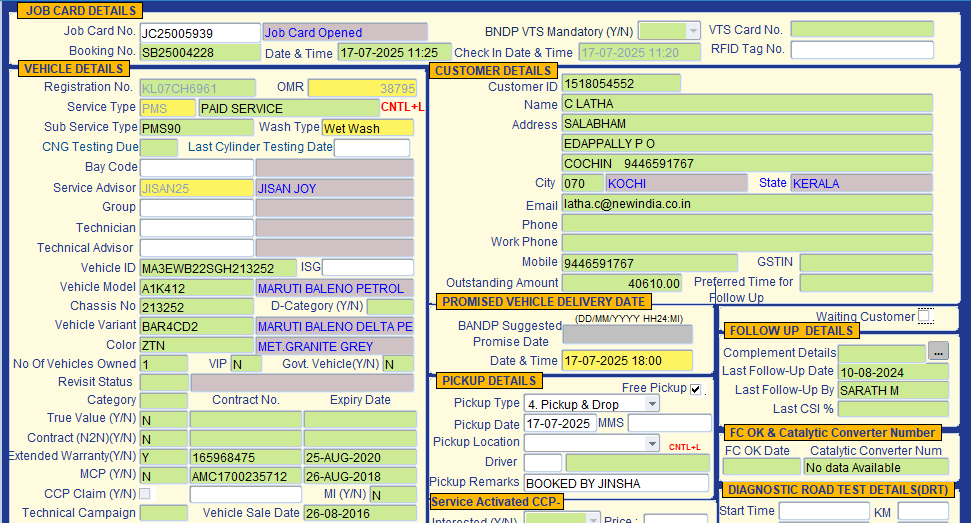 JOB CARD DETAILS
Job Card No. JC25005939 Job Card Opened BNDP VTS Mandatory (Y/N) VTS Card No.
Booking No. SB25004228 Date & Time 17-07-2025 11:25 Check In Date & Time 17-07-2025 11:20 RFID Tag No.
VEHICLE DETAILS
Registration No. KL07CH6961 OMR 38795
Service Type PMS PAID SERVICE CNTL+L
Sub Service Type PMS90 Wash Type Wet Wash
CNG Testing Due Last Cylinder Testing Date
Bay Code
Service Advisor JISAN25 JISAN JOY
Group
Technician
Technical Advisor
Vehicle ID MA3EWB22SGH213252 ISG
Vehicle Model A1K412 MARUTI BALENO PETROL
Chassis No 213252 D-Category (Y/N)
Vehicle Variant BAR4CD2 MARUTI BALENO DELTA PE
Color ZTN MET.GRANITE GREY
No Of Vehicles Owned 1 VIP N Govt. Vehicle(Y/N) N
Revisit Status
Category Contract No. Expiry Date
True Value (Y/N) N
Contract (N2N)(Y/N) N
Extended Warranty(Y/N) Y 165968475 25-AUG-2020
MCP (Y/N) N AMC1700235712 26-AUG-2018
CCP Claim (Y/N) MI (Y/N) N
Technical Campaign Vehicle Sale Date 26-08-2016
CUSTOMER DETAILS
Customer ID 1518054552
Name C LATHA
Address SALABHAM
EDAPPALLY P O
COCHIN 9446591767
City 070 KOCHI State KERALA
Email latha.c@newindia.co.in
Phone
Work Phone
Mobile 9446591767 GSTIN
Outstanding Amount 40610.00 Preferred Time for
Follow Up
PROMISED VEHICLE DELIVERY DATE
(DD/MM/YYYY HH24:MI)
BANDP Suggested
Promise Date
Date & Time 17-07-2025 18:00
PICKUP DETAILS
Free Pickup .
Pickup Type 4. Pickup & Drop
Pickup Date 17-07-2025 MMS
Pickup Location CNTL+L
Driver
Pickup Remarks BOOKED BY JINSHA
Service Activated CCP-
Interested (Y/N) Price :
Waiting Customer .
FOLLOW UP DETAILS
Complement Details ...
Last Follow-Up Date 10-08-2024
Last Follow-Up By SARATH M
Last CSI %
FC OK & Catalytic Converter Number
FC OK Date Catalytic Converter Num
No data Available
DIAGNOSTIC ROAD TEST DETAILS(DRT)
Start Time KM